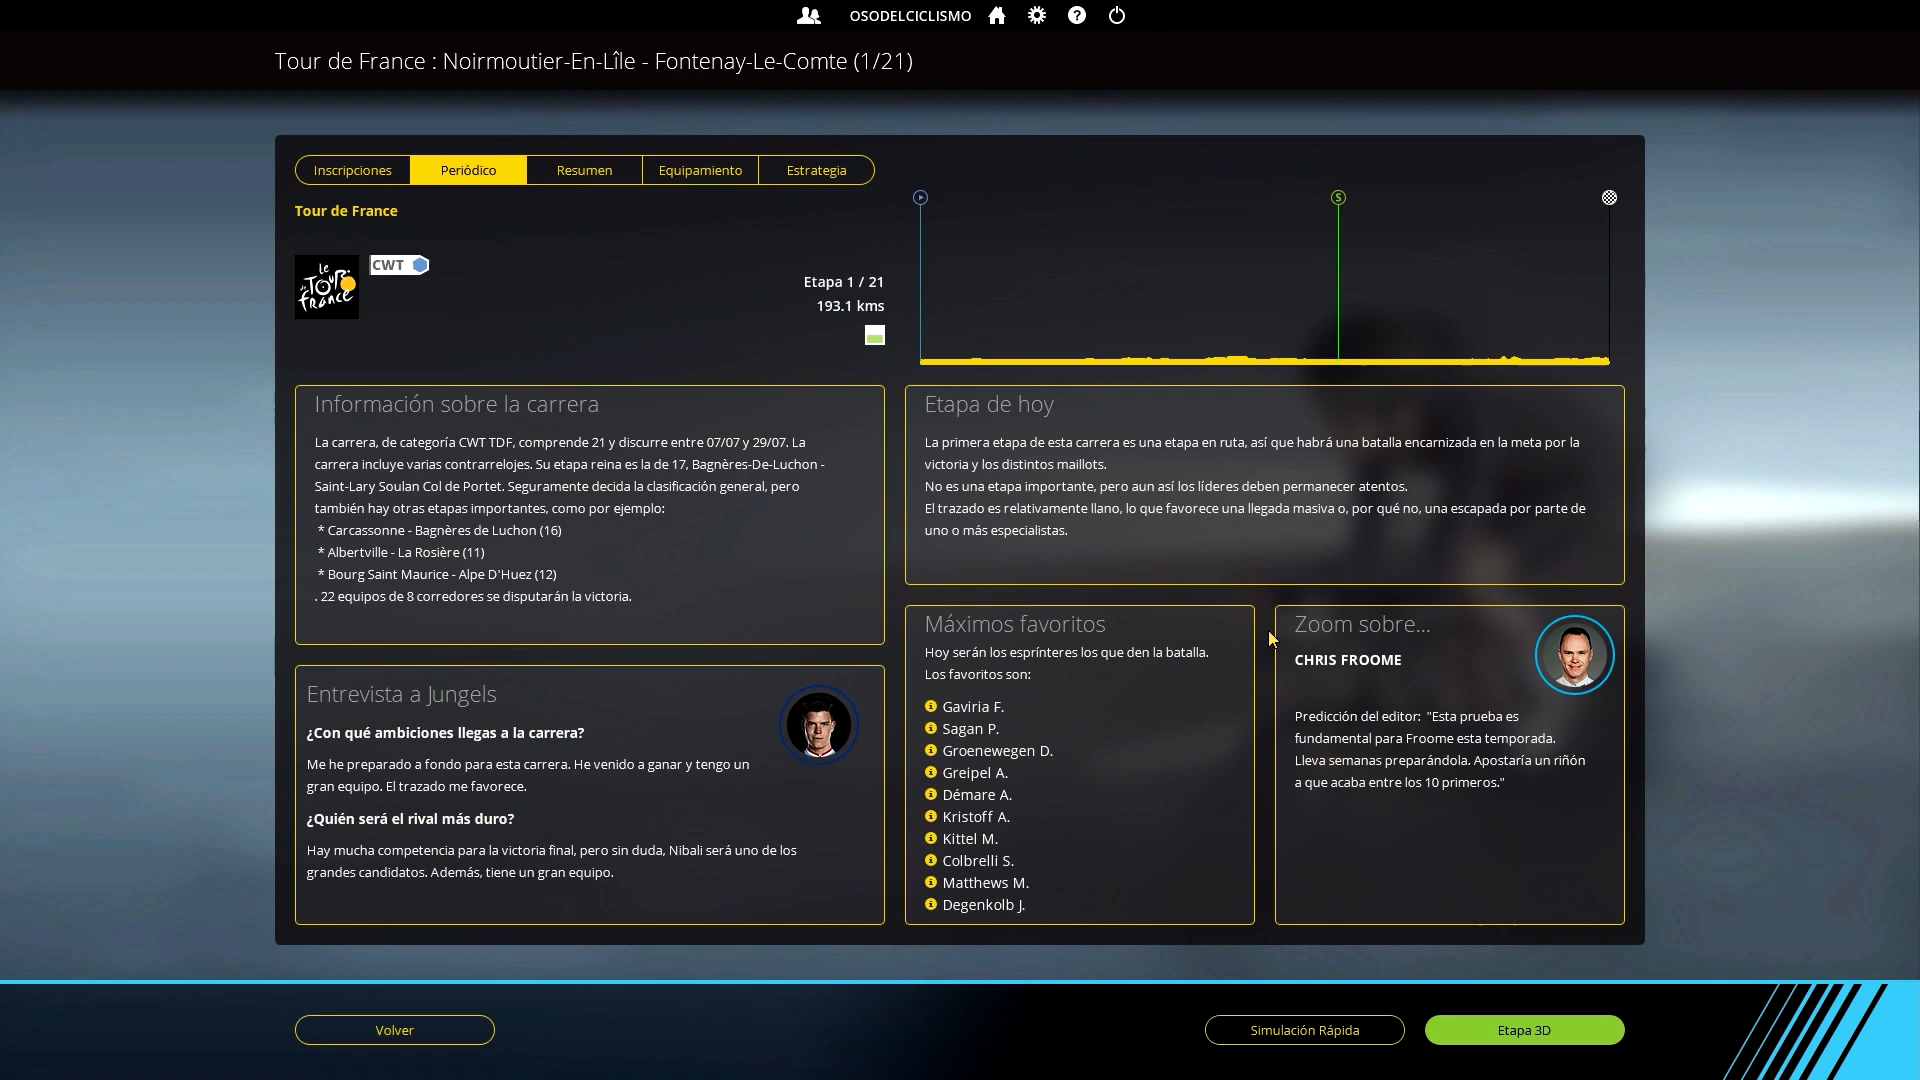 OSODELCICLISMO
Tour de France : Noirmoutier-En-Lîle - Fontenay-Le-Comte (1/21)
Inscripciones
Periódico
Resumen
Equipamiento
Estrategia
Tour de France
le Tour de france
CWT
Etapa 1 / 21
193.1 kms
S
Información sobre la carrera
La carrera, de categoría CWT TDF, comprende 21 y discurre entre 07/07 y 29/07. La
carrera incluye varias contrarrelojes. Su etapa reina es la de 17, Bagnères-De-Luchon -
Saint-Lary Soulan Col de Portet. Seguramente decida la clasificación general, pero
también hay otras etapas importantes, como por ejemplo:
* Carcassonne - Bagnères de Luchon (16)
* Albertville - La Rosière (11)
* Bourg Saint Maurice - Alpe D'Huez (12)
. 22 equipos de 8 corredores se disputarán la victoria.
Etapa de hoy
La primera etapa de esta carrera es una etapa en ruta, así que habrá una batalla encarnizada en la meta por la
victoria y los distintos maillots.
No es una etapa importante, pero aun así los líderes deben permanecer atentos.
El trazado es relativamente llano, lo que favorece una llegada masiva o, por qué no, una escapada por parte de
uno o más especialistas.
Entrevista a Jungels
¿Con qué ambiciones llegas a la carrera?
Me he preparado a fondo para esta carrera. He venido a ganar y tengo un
gran equipo. El trazado me favorece.
¿Quién será el rival más duro?
Hay mucha competencia para la victoria final, pero sin duda, Nibali será uno de los
grandes candidatos. Además, tiene un gran equipo.
Máximos favoritos
Hoy serán los esprínteres los que den la batalla.
Los favoritos son:
Gaviria F.
Sagan P.
Groenewegen D.
Greipel A.
Démare A.
Kristoff A.
Kittel M.
Colbrelli S.
Matthews M.
Degenkolb J.
Zoom sobre...
CHRIS FROOME
Predicción del editor:  "Esta prueba es
fundamental para Froome esta temporada.
Lleva semanas preparándola. Apostaría un riñón
a que acaba entre los 10 primeros."
Volver
Simulación Rápida
Etapa 3D